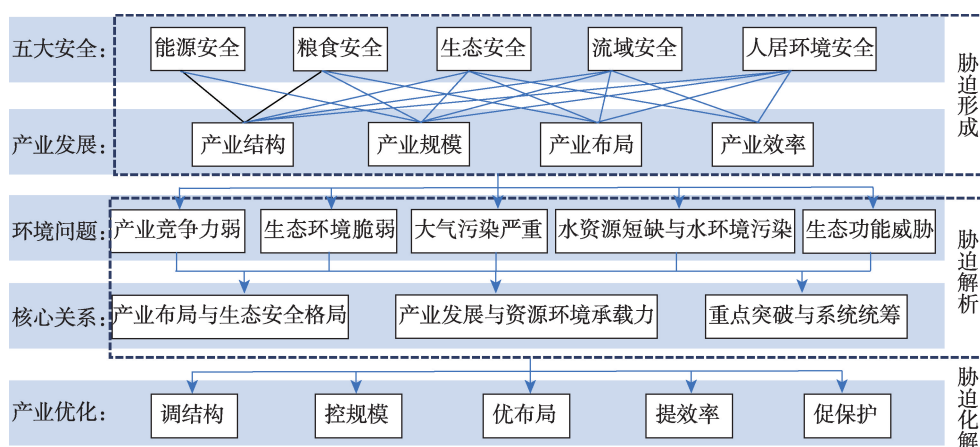 五大安全：
能源安全
粮食安全
生态安全
流域安全
人居环境安全
产业发展：
产业结构
产业规模
产业布局
产业效率
胁迫形成
环境问题：
产业竞争力弱
生态环境脆弱
大气污染严重
水资源短缺与水环境污染
生态功能威胁
核心关系：
产业布局与生态安全格局
产业发展与资源环境承载力
重点突破与系统统筹
胁迫解析
产业优化：
调结构
控规模
优布局
提效率
促保护
胁迫化解